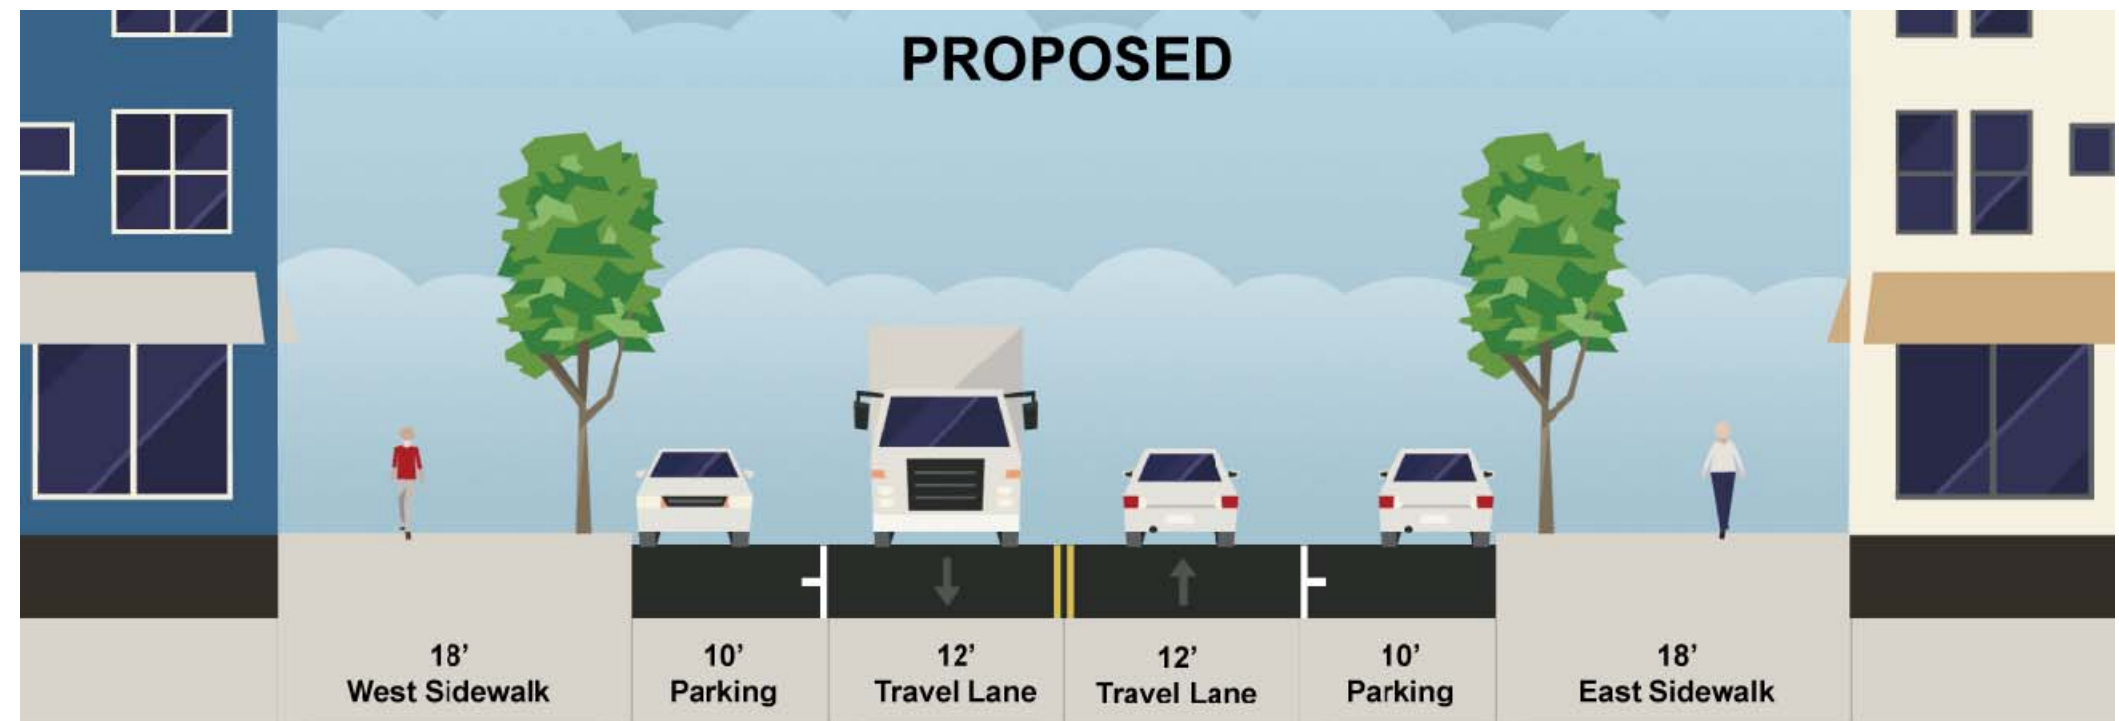 PROPOSED
18’
West Sidewalk
10’
Parking
12’
Travel Lane
12’
Travel Lane
10’
Parking
18’
East Sidewalk